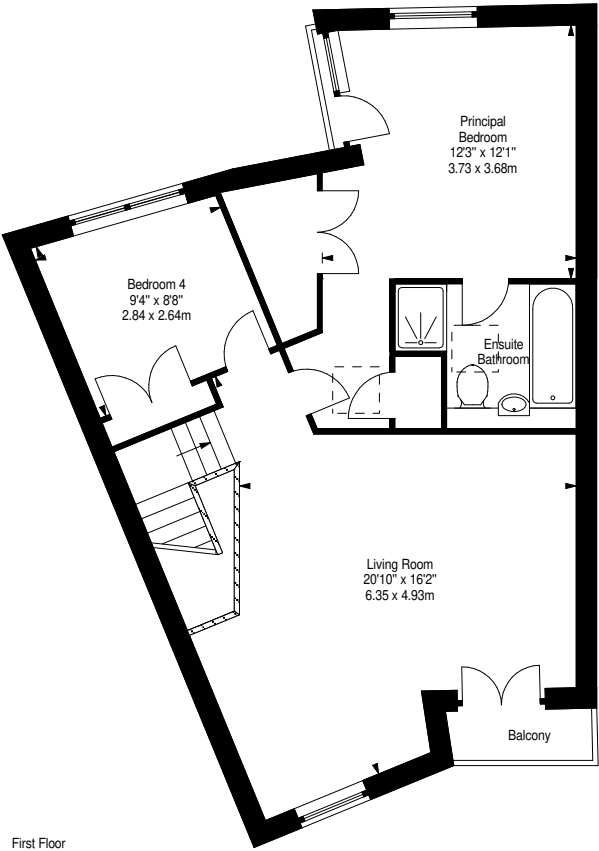 Principal
Bedroom
12'3" x 12'1"
3.73 x 3.68m
Bedroom 4
9'4" x 8'8"
2.84 x 2.64m
Ensuite
Bathroom
Living Room
20'10" x 16'2"
6.35 x 4.93m
Balcony
First Floor